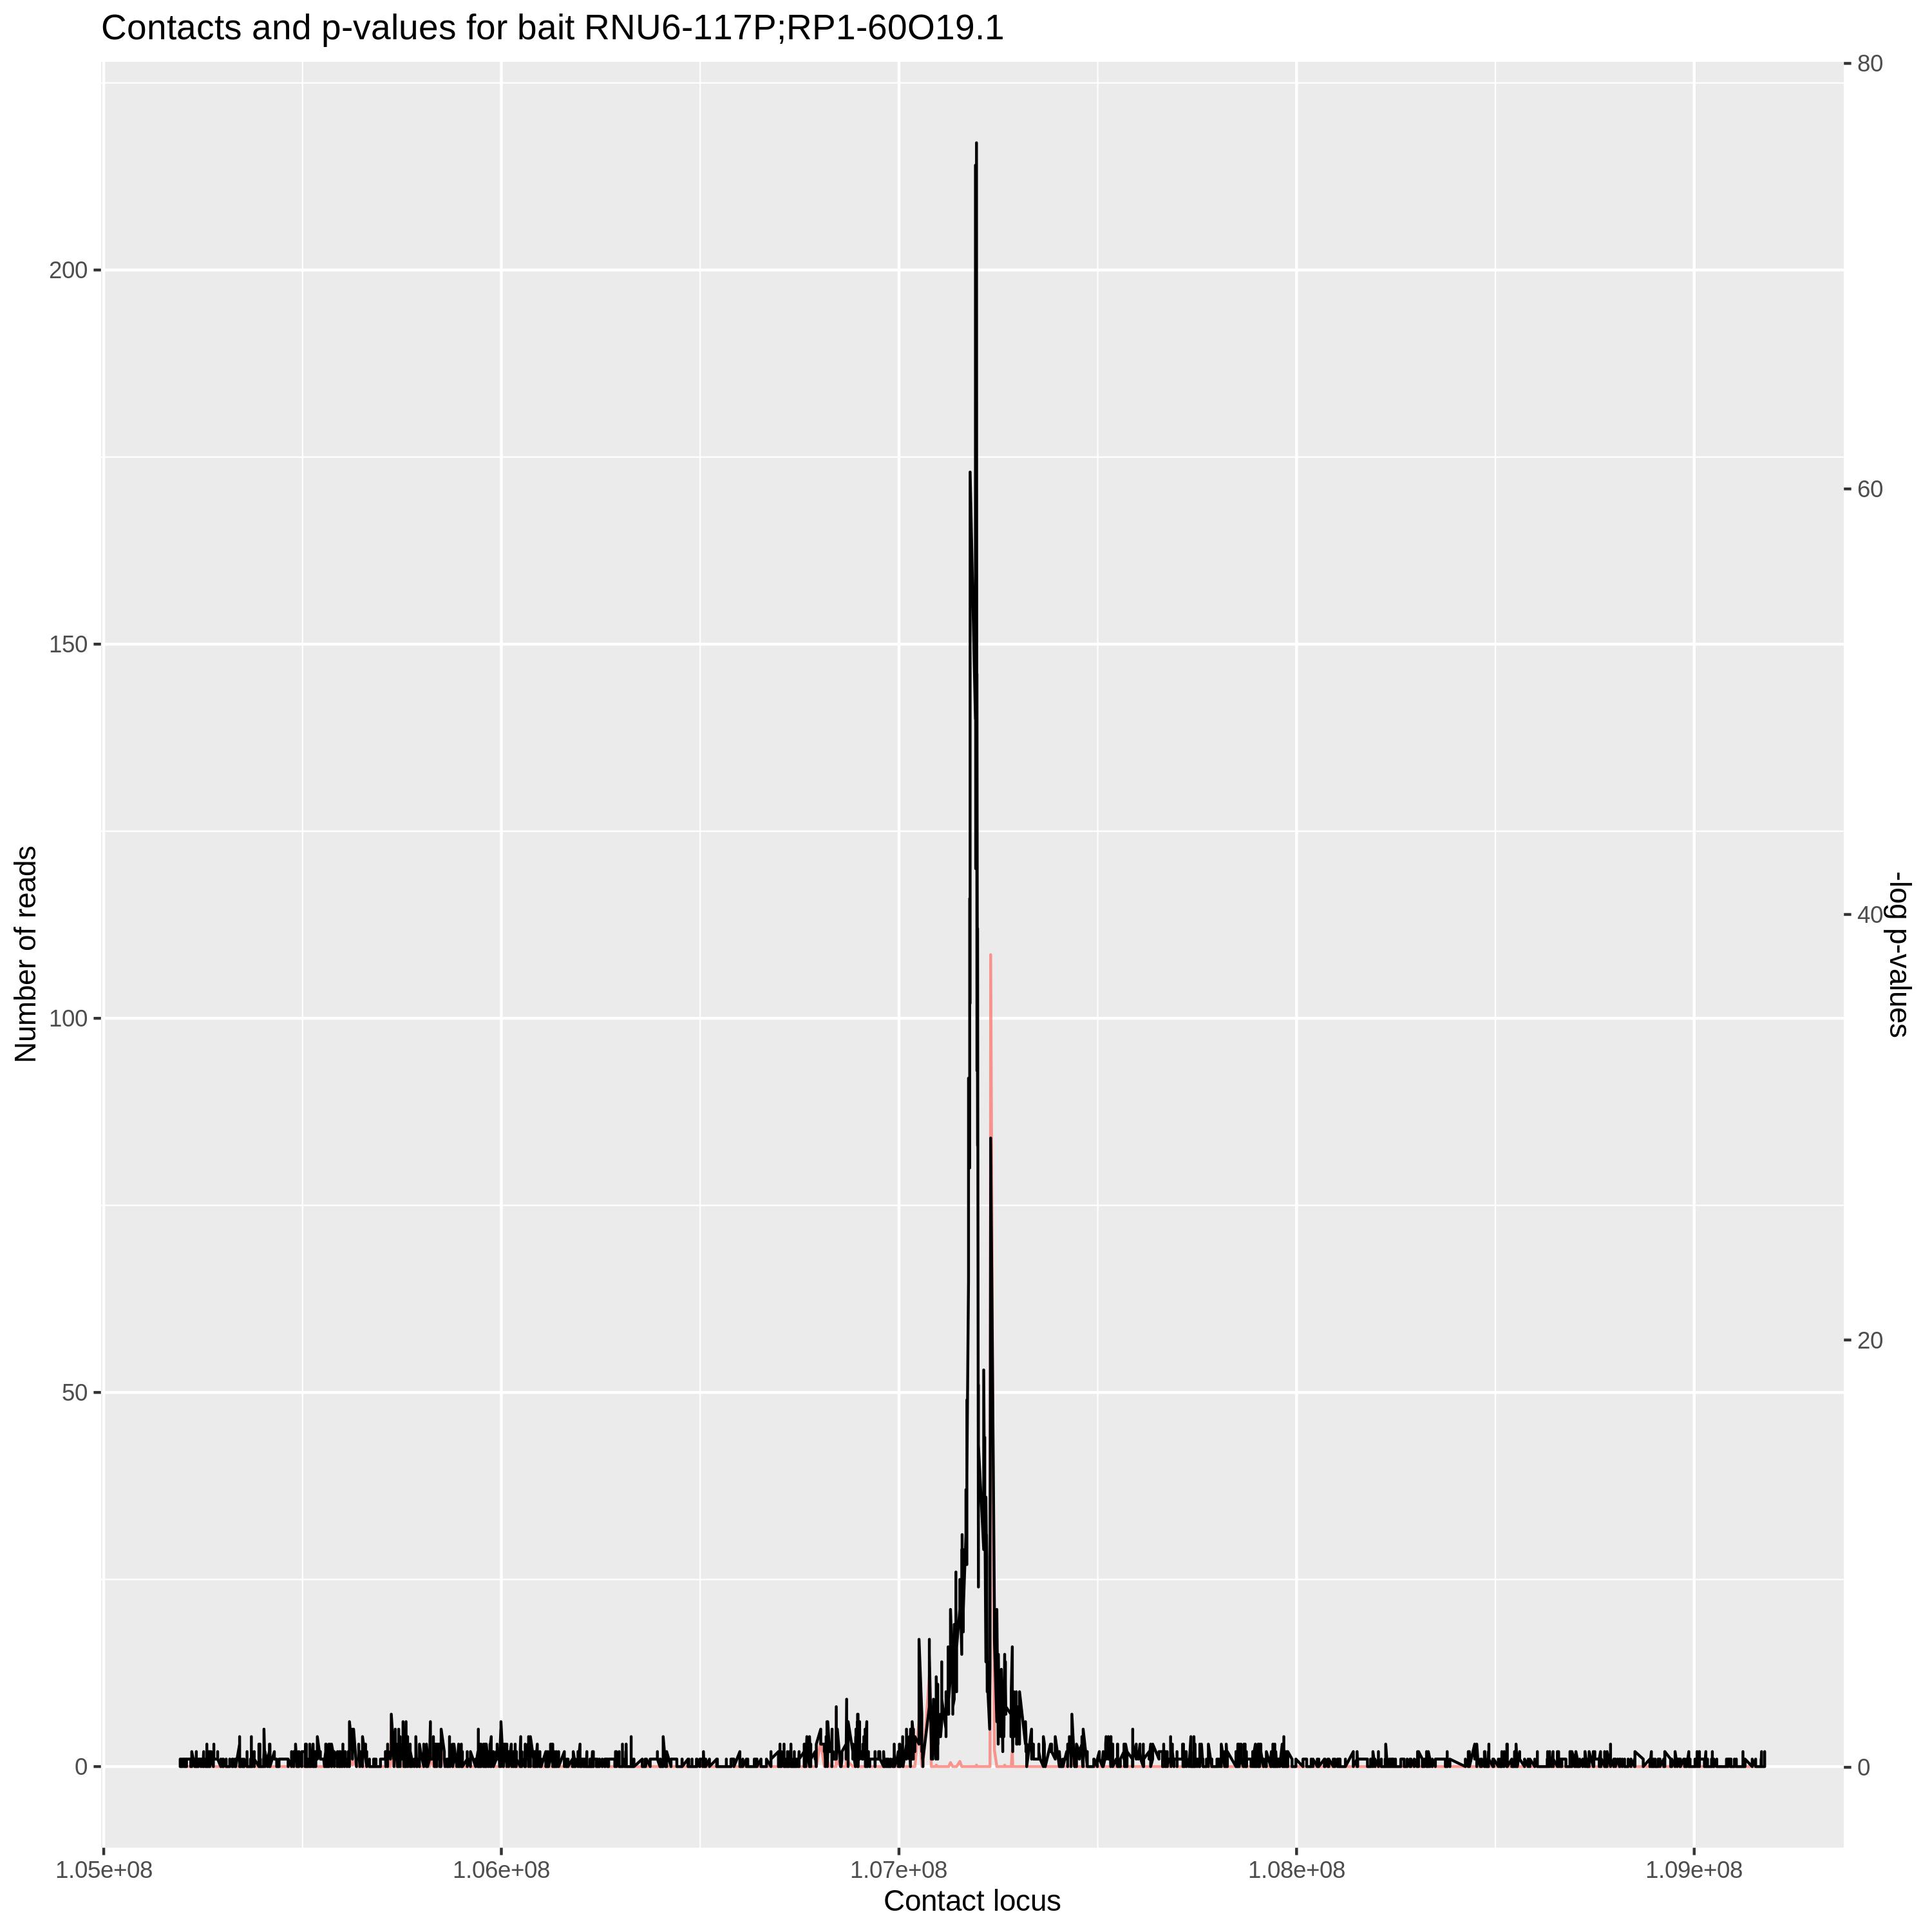 Contacts and p-values for bait RNU6-117P;RP1-60O19.1
80
200
60
150
40
100
20
50
0
0
Number of reads
-log p-values
1.05e+08 1.06e+08 1.07e+08 1.08e+08 1.09e+08
Contact locus